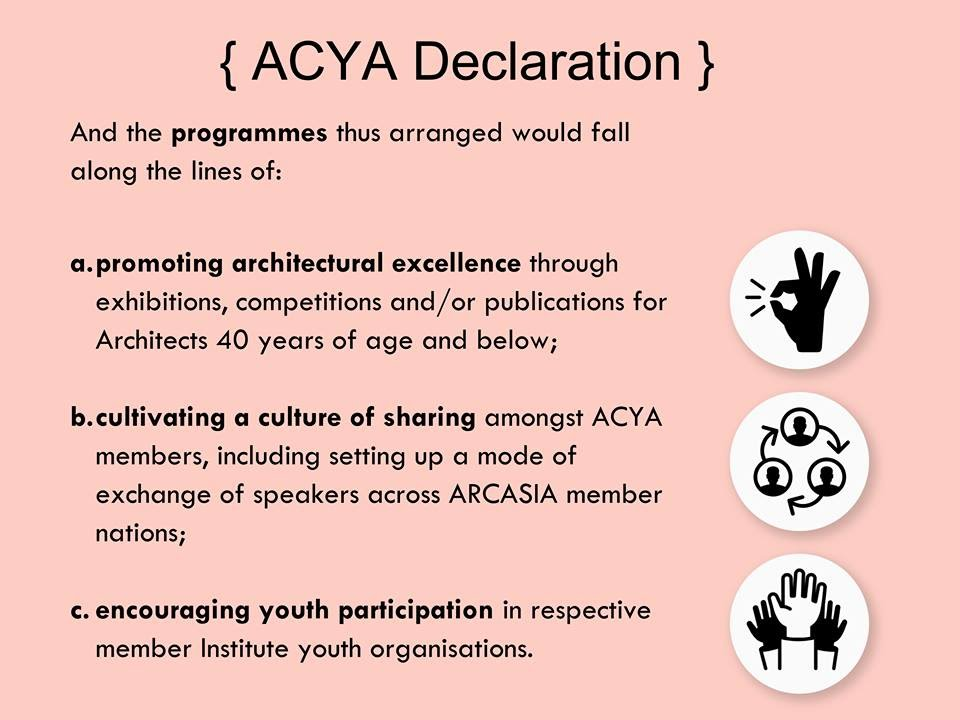 { ACYA Declaration }
And the programmes thus arranged would fall
along the lines of:
a. promoting architectural excellence through
exhibitions, competitions and/or publications for
Architects 40 years of age and below;
b. cultivating a culture of sharing amongst ACYA
members, including setting up a mode of
exchange of speakers across ARCASIA member
nations;
c. encouraging youth participation in respective
member Institute youth organisations.